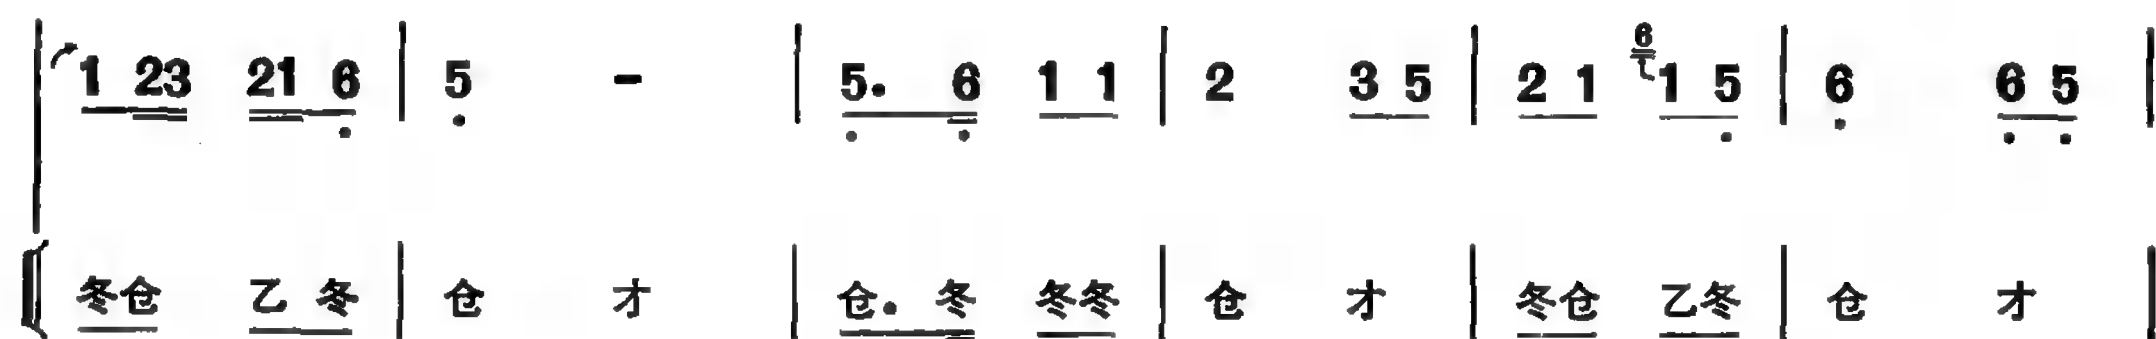 1 23 21 6 | 5 - | 5. 6 1 1 | 2 3 5 | 2 1 6 1 5 | 6 6 5 |
冬仓 乙冬 | 仓 才 | 仓. 冬 冬冬 | 仓 才 | 冬仓 乙冬 | 仓 才 |